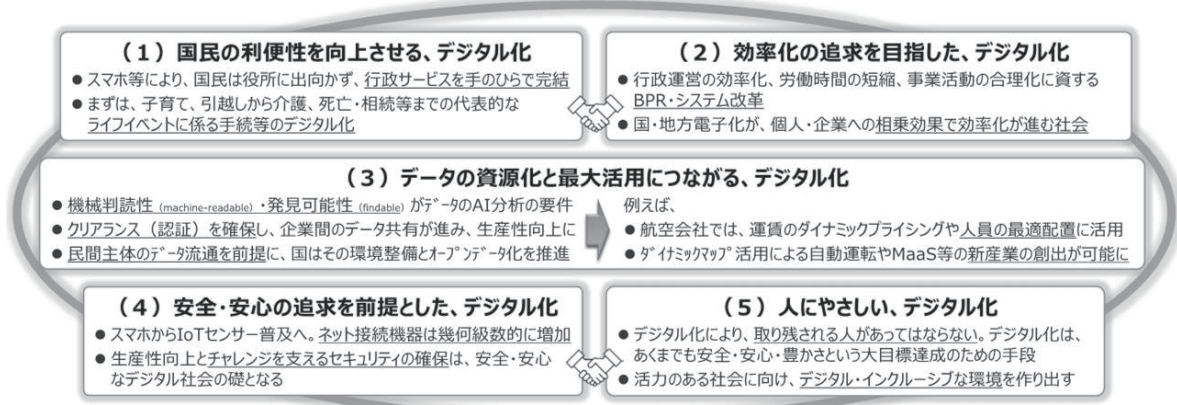 （1）国民の利便性を向上させる、デジタル化
● スマホ等により、国民は役所に出向かず、行政サービスを手のひらで完結
● まずは、子育て、引越しから介護、死亡・相続等までの代表的な
ライフイベントに係る手続等のデジタル化
（2）効率化の追求を目指した、デジタル化
● 行政運営の効率化、労働時間の短縮、事業活動の合理化に資する
BPR・システム改革
● 国・地方電子化が、個人・企業への相乗効果で効率化が進む社会
（3）データの資源化と最大活用につながる、デジタル化
● 機械判読性 (machine-readable) ・発見可能性 (findable) がﾃﾞｰﾀのAI分析の要件
● クリアランス（認証）を確保し、企業間のデータ共有が進み、生産性向上に
● 民間主体のﾃﾞｰﾀ流通を前提に、国はその環境整備とｵｰﾌﾟﾝﾃﾞｰﾀ化を推進
例えば、
● 航空会社では、運賃のダイナミックプライシングや人員の最適配置に活用
● ﾀﾞｲﾅﾐｯｸﾏｯﾌﾟ活用による自動運転やMaaS等の新産業の創出が可能に
（4）安全・安心の追求を前提とした、デジタル化
● スマホからIoTセンサー普及へ。ネット接続機器は幾何級数的に増加
● 生産性向上とチャレンジを支えるセキュリティの確保は、安全・安心
なデジタル社会の礎となる
（5）人にやさしい、デジタル化
● デジタル化により、取り残される人があってはならない。デジタル化は、
あくまでも安全・安心・豊かさという大目標達成のための手段
● 活力のある社会に向け、デジタル・インクルーシブな環境を作り出す